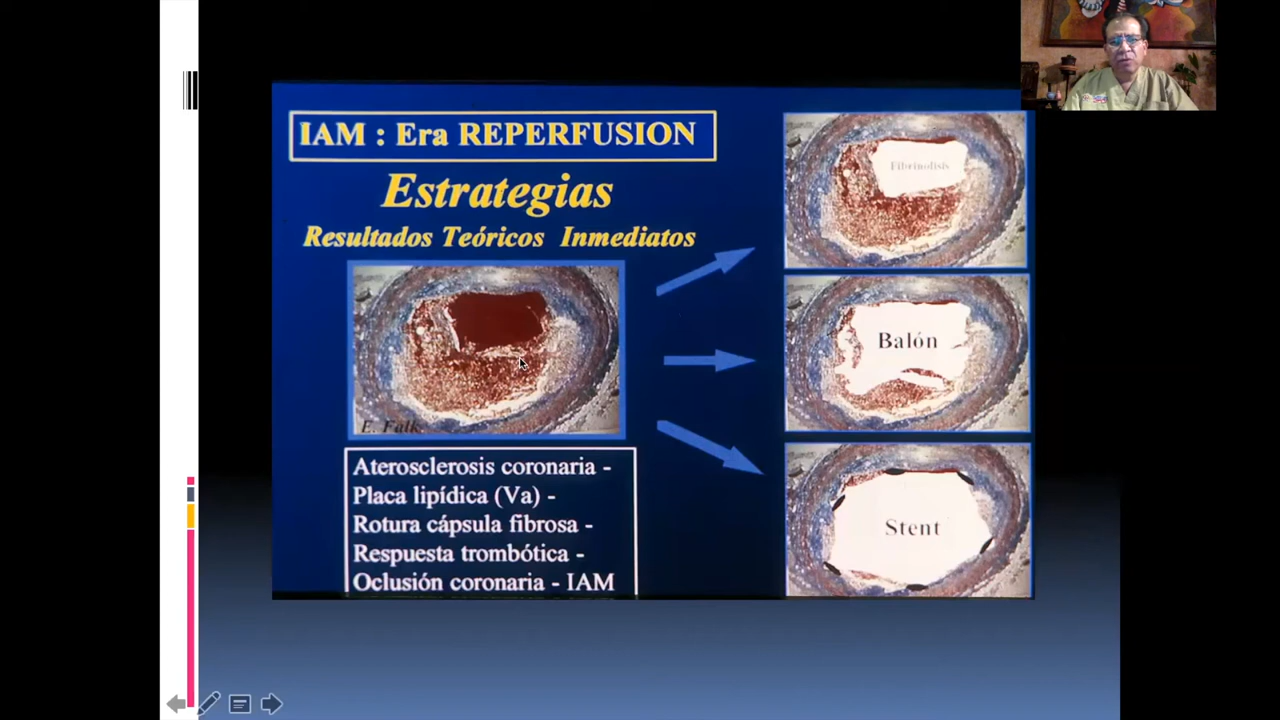 IAM : Era REPERFUSION
Estrategias
Resultados Teóricos Inmediatos
E. Falk
Aterosclerosis coronaria -
Placa lipídica (Va) -
Rotura cápsula fibrosa -
Respuesta trombótica -
Oclusión coronaria - IAM
Fibrinolisis
Balón
Stent